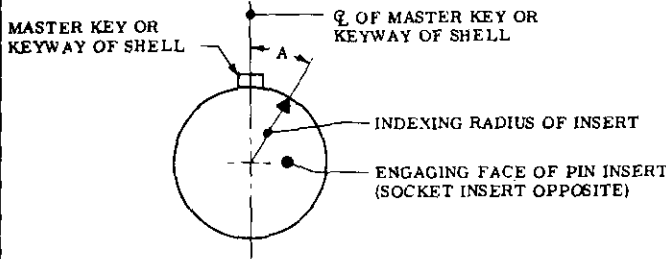 MASTER KEY OR
KEYWAY OF SHELL
℄ OF MASTER KEY OR
KEYWAY OF SHELL
A
INDEXING RADIUS OF INSERT
ENGAGING FACE OF PIN INSERT
(SOCKET INSERT OPPOSITE)